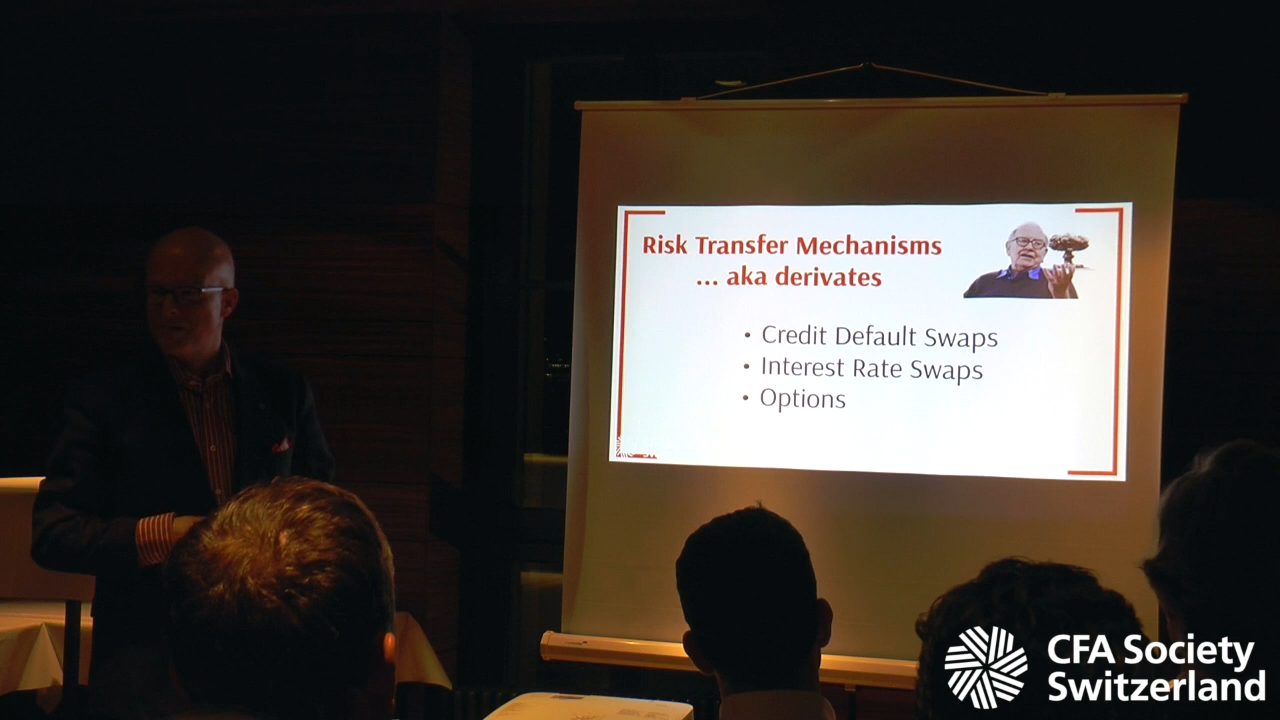 Risk Transfer Mechanisms
... aka derivates
• Credit Default Swaps
• Interest Rate Swaps
• Options
CFA Society
Switzerland